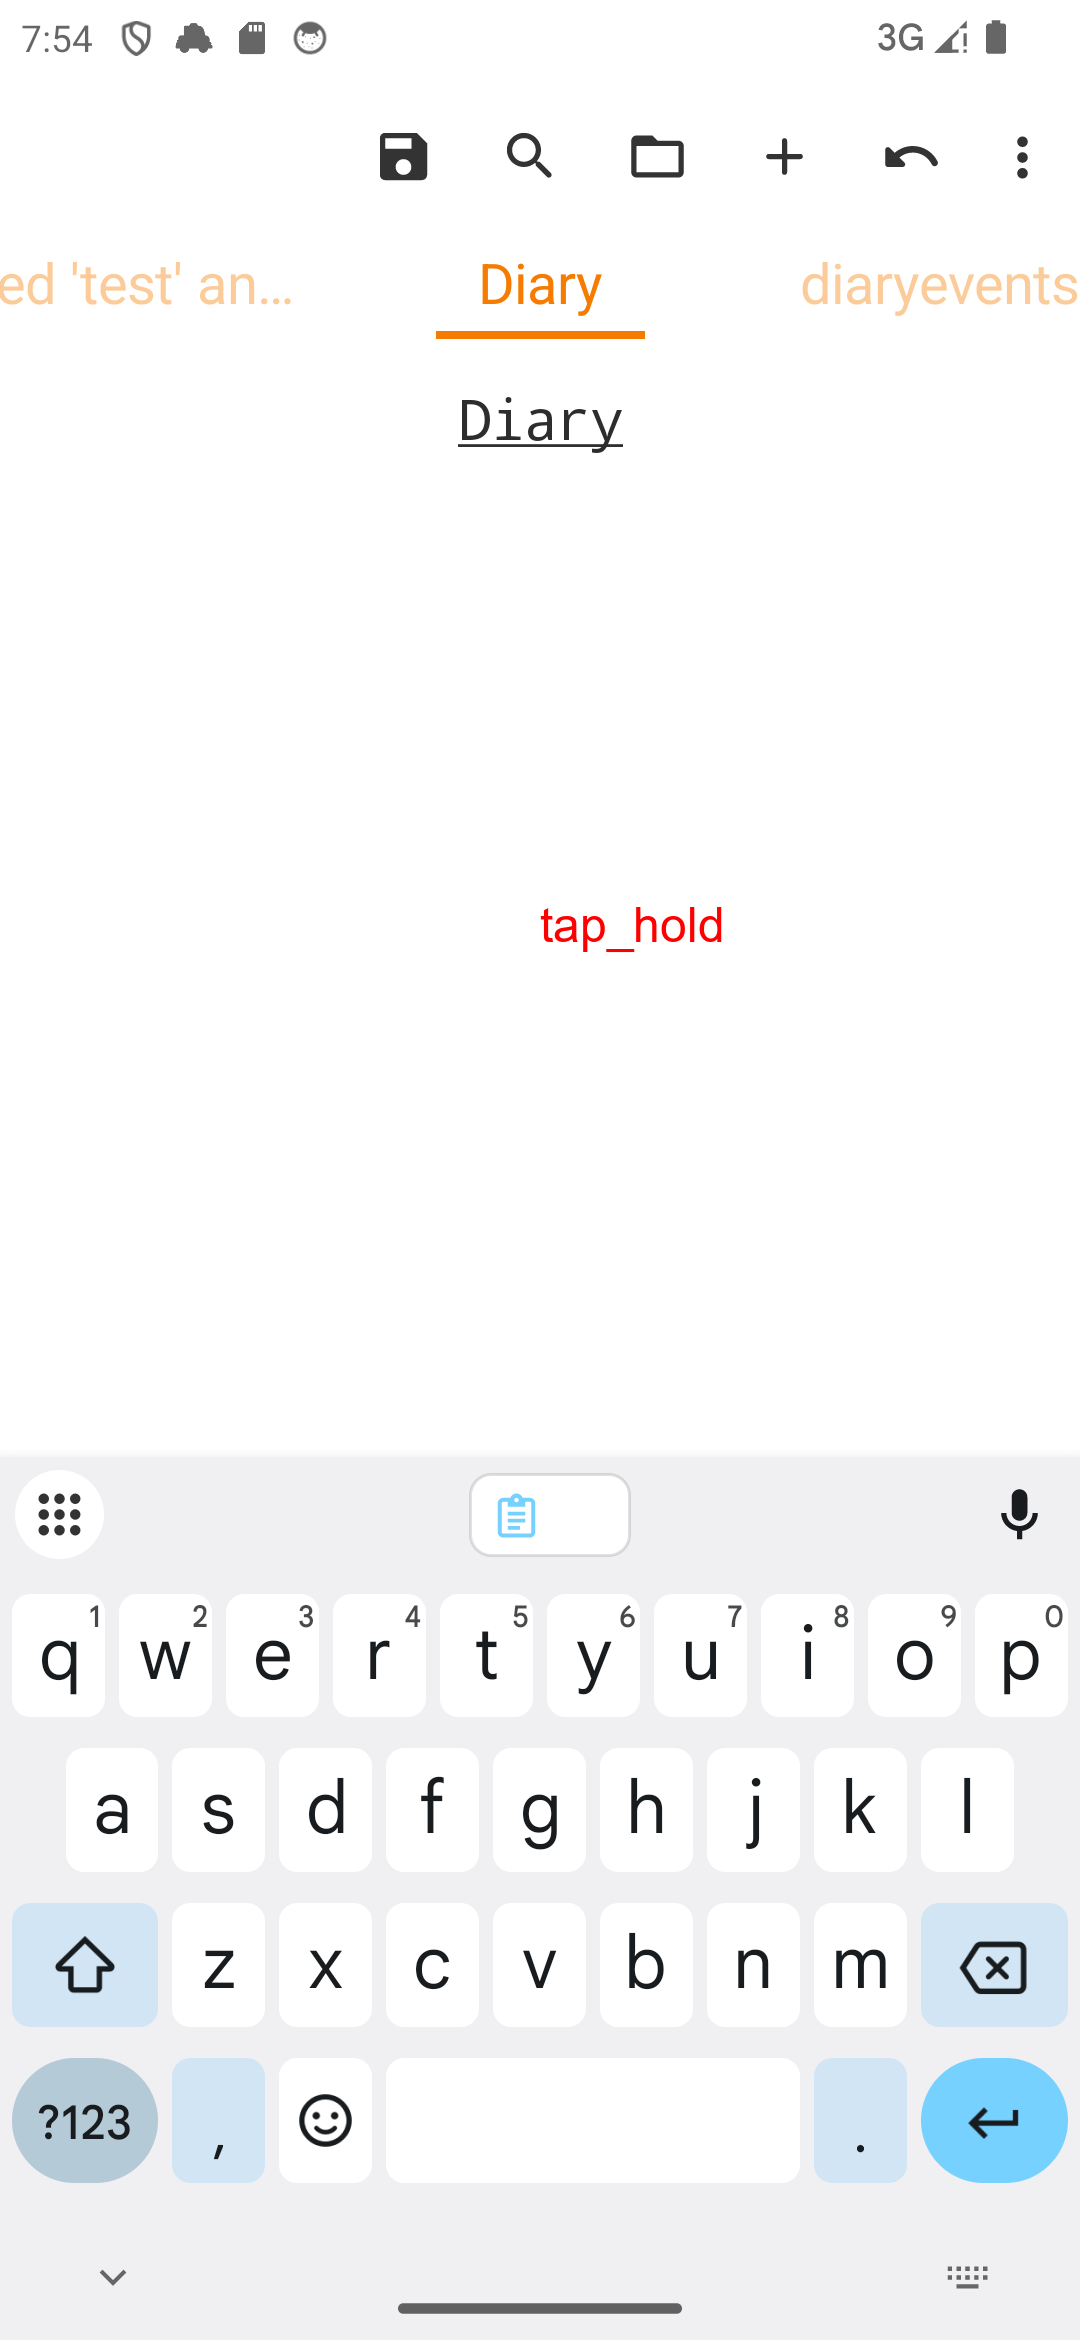 7:54 3G
ed 'test' an... Diary diaryevents
Diary
tap_hold
1 2 3 4 5 6 7 8 9 0
q w e r t y u i o p
a s d f g h j k l
z x c v b n m
?123 , .